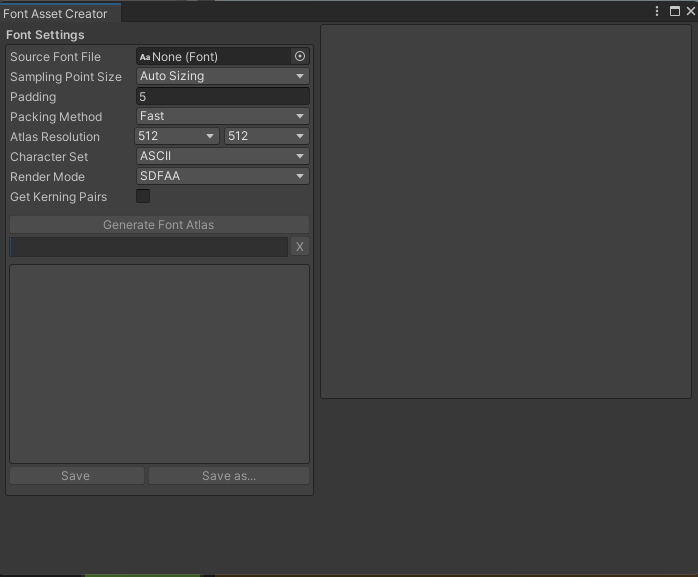 Font Asset Creator
Font Settings
Source Font File Aa None (Font)
Sampling Point Size Auto Sizing
Padding 5
Packing Method Fast
Atlas Resolution 512 512
Character Set ASCII
Render Mode SDFAA
Get Kerning Pairs
Generate Font Atlas
X
Save Save as...